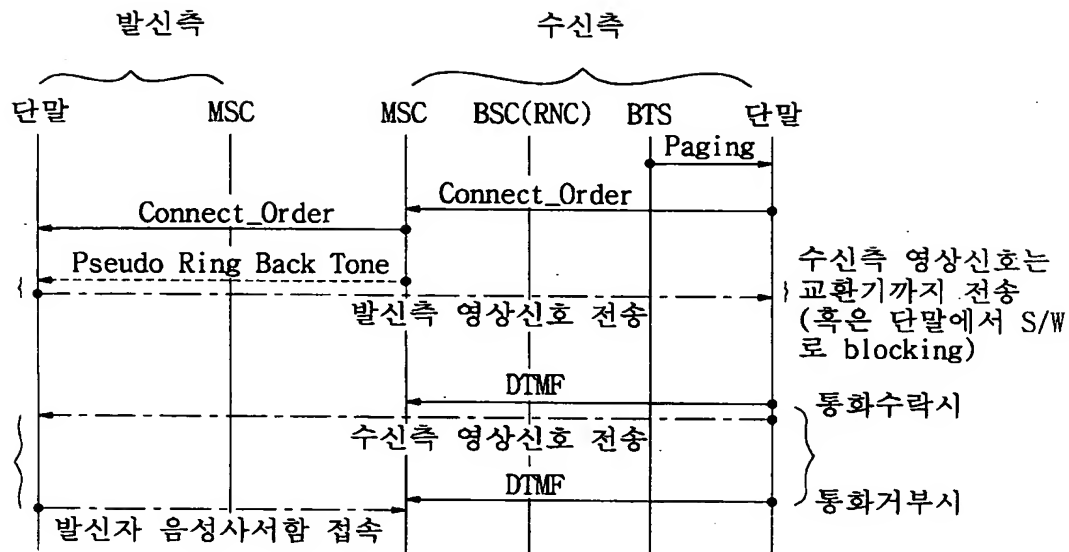 발신측 수신측
단말 MSC MSC BSC(RNC) BTS 단말
Paging
Connect_Order
Connect_Order
Pseudo Ring Back Tone
발신측 영상신호 전송
수신측 영상신호는
교환기까지 전송
(혹은 단말에서 S/W
로 blocking)
DTMF
통화수락시
수신측 영상신호 전송
DTMF
통화거부시
발신자 음성사서함 접속